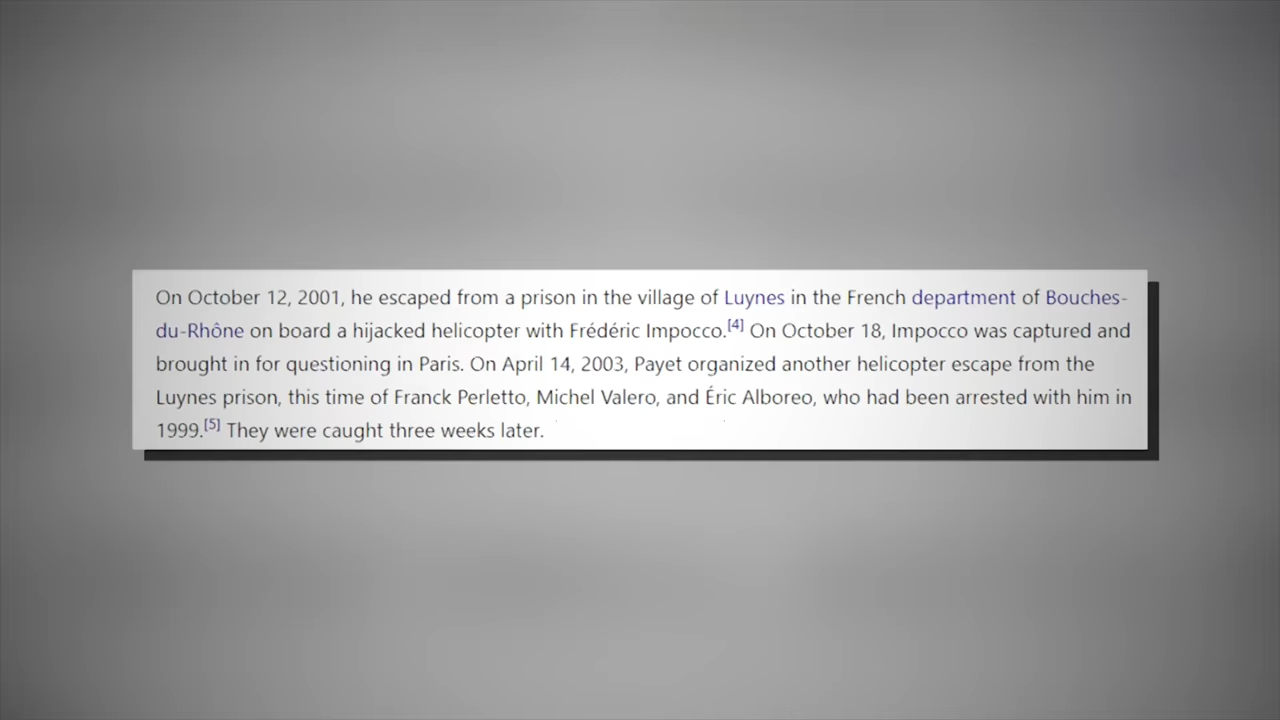 On October 12, 2001, he escaped from a prison in the village of Luynes in the French department of Bouches-
du-Rhône on board a hijacked helicopter with Frédéric Impocco.[4] On October 18, Impocco was captured and
brought in for questioning in Paris. On April 14, 2003, Payet organized another helicopter escape from the
Luynes prison, this time of Franck Perletto, Michel Valero, and Éric Alboreo, who had been arrested with him in
1999.[5] They were caught three weeks later.